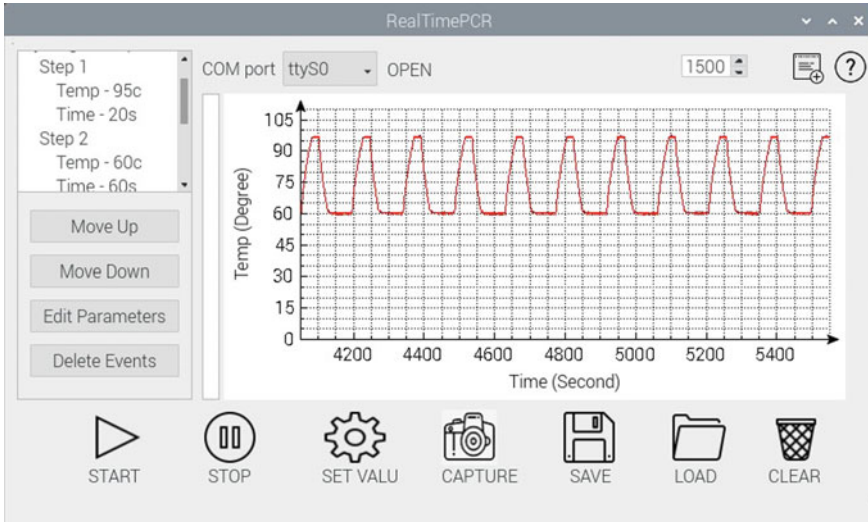 RealTimePCR
Step 1
Temp - 95c
Time - 20s
Step 2
Temp - 60c
Time - 60s
Move Up
Move Down
Edit Parameters
Delete Events
COM port ttyS0 OPEN 1500
Temp (Degree)
105
90
75
60
45
30
15
0
4200 4400 4600 4800 5000 5200 5400
Time (Second)
START STOP SET VALU CAPTURE SAVE LOAD CLEAR